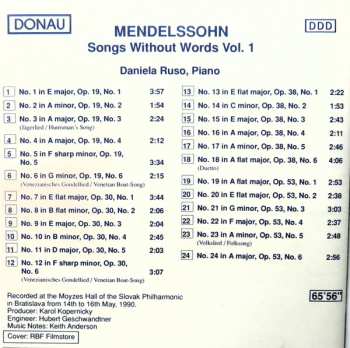 DONAU
DDD
MENDELSSOHN
Songs Without Words Vol. 1
Daniela Ruso, Piano
1 No. 1 in E major, Op. 19, No. 1 3:57
2 No. 2 in A minor, Op. 19, No. 2 1:54
3 No. 3 in A major, Op. 19, No. 3 2:24
(Jägerlied / Huntsman's Song)
4 No. 4 in A major, Op. 19, No. 4 2:14
5 No. 5 in F sharp minor, Op. 19,
No. 5 3:34
6 No. 6 in G minor, Op. 19, No. 6 2:15
(Venezianisches Gondellied / Venetian Boat-Song)
7 No. 7 in E flat major, Op. 30, No. 1 3:44
8 No. 8 in B flat minor, Op. 30, No. 2 2:06
9 No. 9 in E major, Op. 30, No. 3 2:04
10 No. 10 in B minor, Op. 30, No. 4 2:45
11 No. 11 in D major, Op. 30, No. 5 2:03
12 No. 12 in F sharp minor, Op. 30,
No. 6 3:07
(Venezianisches Gondellied / Venetian Boat-Song)
13 No. 13 in E flat major, Op. 38, No. 1 2:22
14 No. 14 in C minor, Op. 38, No. 2 1:53
15 No. 15 in E major, Op. 38, No. 3 2:43
16 No. 16 in A major, Op. 38, No. 4 2:44
17 No. 17 in A minor, Op. 38, No. 5 2:45
18 No. 18 in A flat major, Op. 38, No. 6 4:06
(Duetto)
19 No. 19 in A flat major, Op. 53, No. 1 2:53
20 No. 20 in E flat major, Op. 53, No. 2 2:38
21 No. 21 in G minor, Op. 53, No. 3 3:03
22 No. 22 in F major, Op. 53, No. 4 2:37
23 No. 23 in A minor, Op. 53, No. 5 2:48
(Volkslied / Folksong)
24 No. 24 in A major, Op. 53, No. 6 2:56
Recorded at the Moyzes Hall of the Slovak Philharmonic
in Bratislava from 14th to 16th May, 1990.
Producer: Karol Kopernicky
Engineer: Hubert Geschwandtner
Music Notes: Keith Anderson
Cover: RBF Filmstore
65'56"